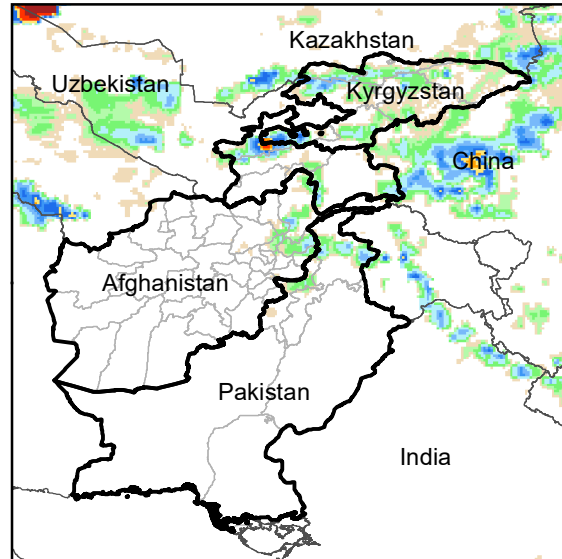 Kazakhstan
Uzbekistan
Kyrgyzstan
China
Afghanistan
Pakistan
India